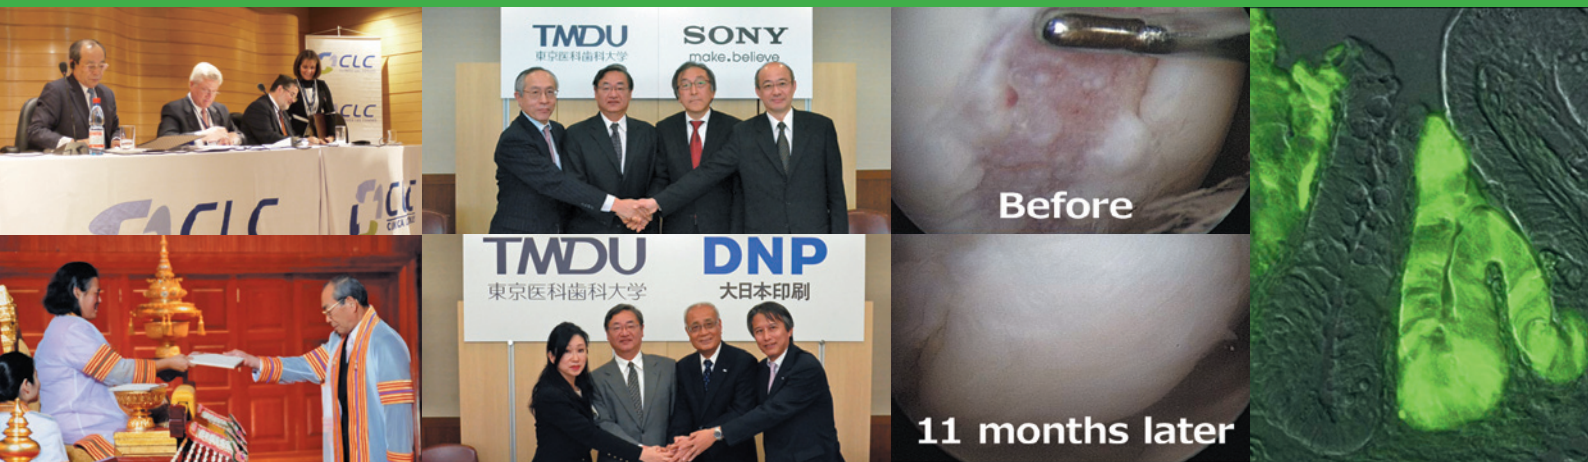 CLC
CLC
CLC
CLC
TMDU
東京医科歯科大学
SONY
make.believe
Before
TMDU
東京医科歯科大学
DNP
大日本印刷
11 months later